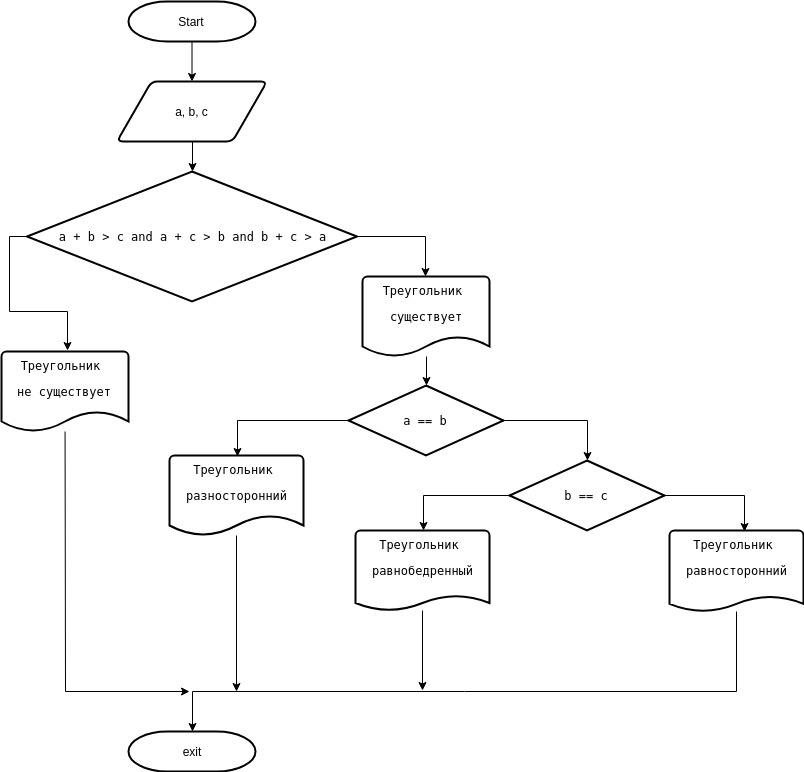 Start
a, b, c
a + b > c and a + c > b and b + c > a
Треугольник
существует
Треугольник
не существует
a == b
Треугольник
разносторонний
b == c
Треугольник
равнобедренный
Треугольник
равносторонний
exit